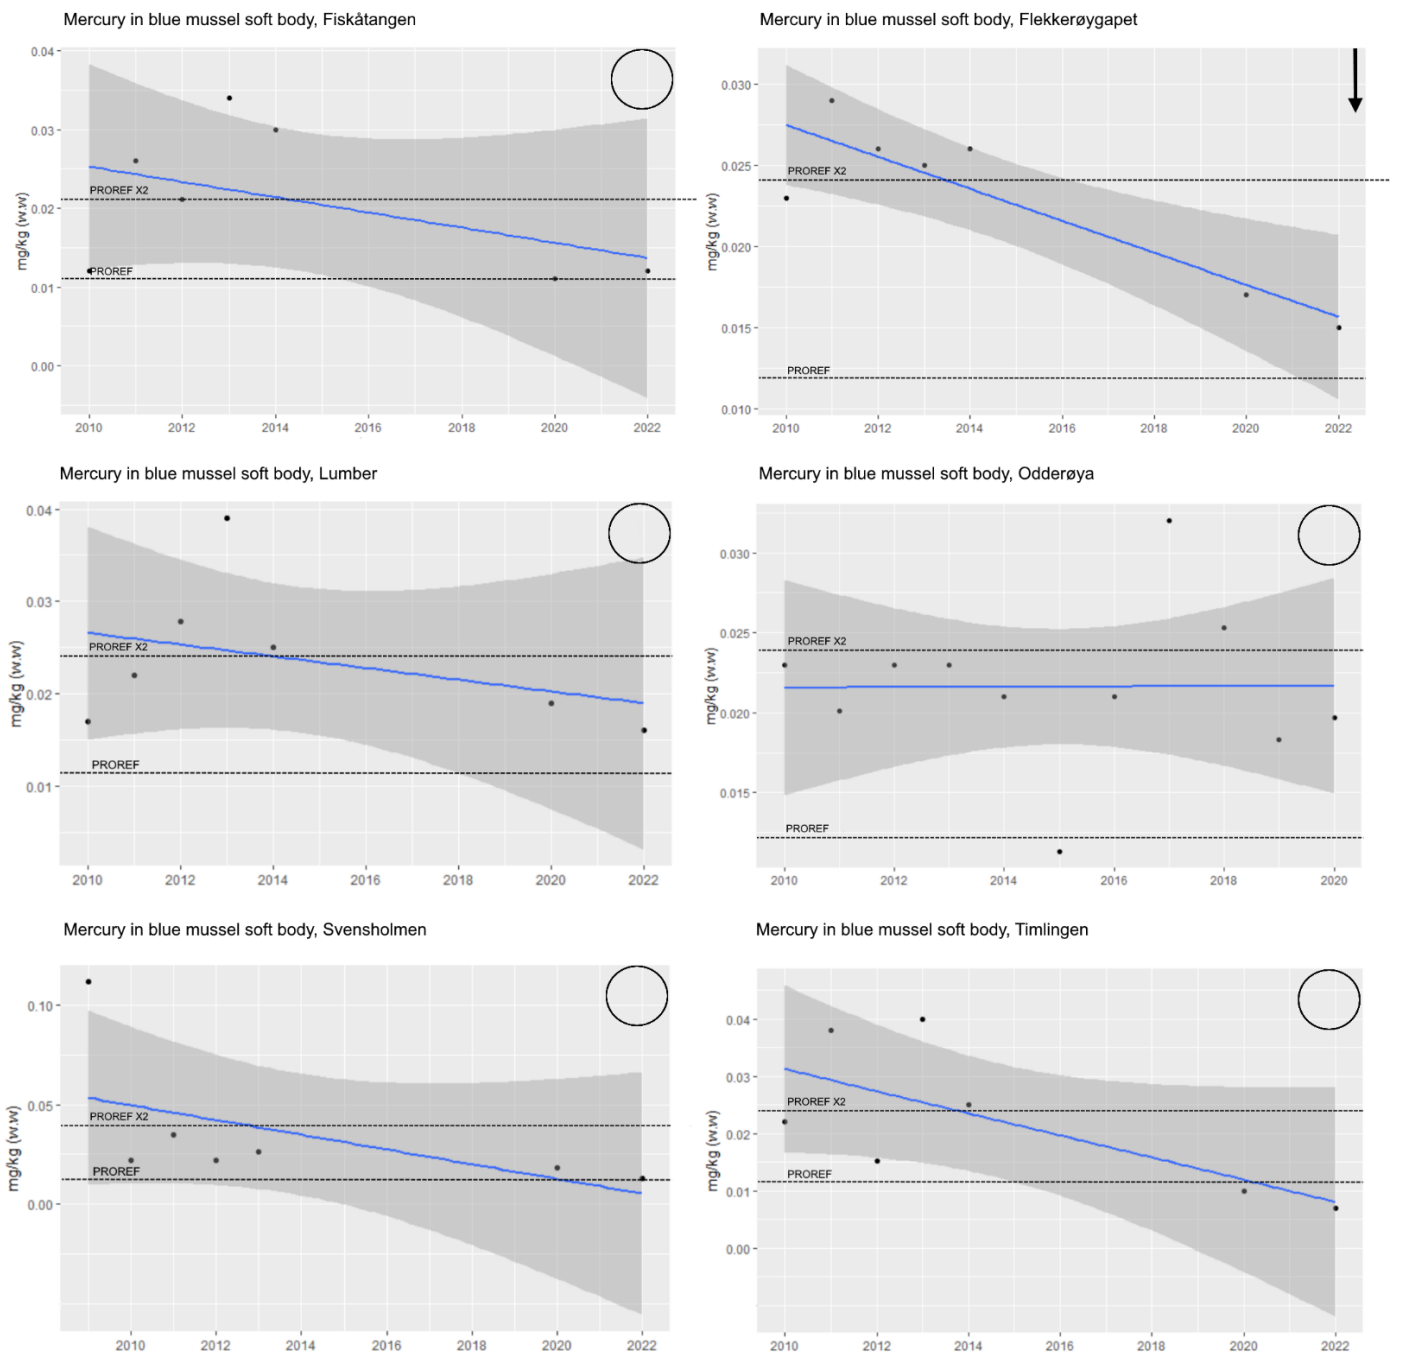 Mercury in blue mussel soft body, Fiskåtangen
0.04
0.03
0.02
0.01
0.00
mg/kg (w.w)
PROREF X2
PROREF
2010 2012 2014 2016 2018 2020 2022
Mercury in blue mussel soft body, Flekkerøygapet
0.030
0.025
0.020
0.015
0.010
mg/kg (w.w)
PROREF X2
PROREF
2010 2012 2014 2016 2018 2020 2022
Mercury in blue mussel soft body, Lumber
0.04
0.03
0.02
0.01
mg/kg (w.w)
PROREF X2
PROREF
2010 2012 2014 2016 2018 2020 2022
Mercury in blue mussel soft body, Odderøya
0.030
0.025
0.020
0.015
mg/kg (w.w)
PROREF X2
PROREF
2010 2012 2014 2016 2018 2020
Mercury in blue mussel soft body, Svensholmen
0.10
0.05
0.00
mg/kg (w.w)
PROREF X2
PROREF
2010 2012 2014 2016 2018 2020 2022
Mercury in blue mussel soft body, Timlingen
0.04
0.03
0.02
0.01
0.00
mg/kg (w.w)
PROREF X2
PROREF
2010 2012 2014 2016 2018 2020 2022